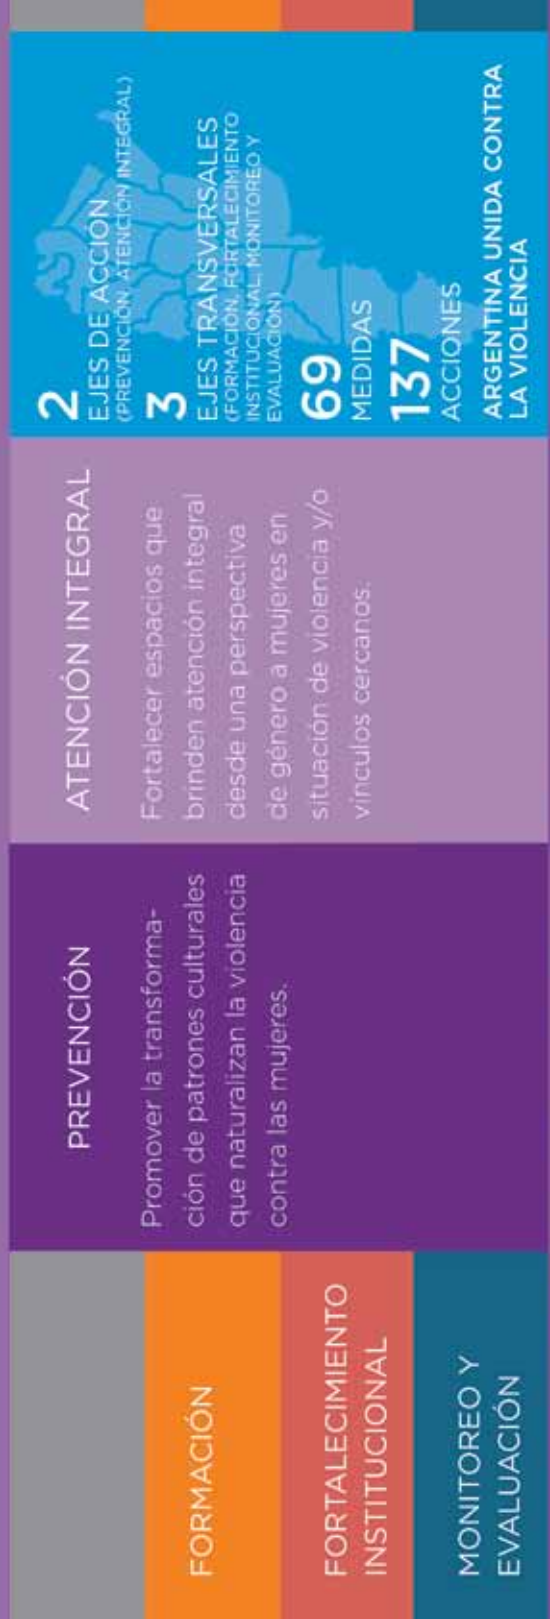 FORMACIÓN
FORTALECIMIENTO
INSTITUCIONAL
MONITOREO Y
EVALUACIÓN
PREVENCIÓN
Promover la transforma-
ción de patrones culturales
que naturalizan la violencia
contra las mujeres.
ATENCIÓN INTEGRAL
Fortalecer espacios que
brinden atención integral
desde una perspectiva
de género a mujeres en
situación de violencia y/o
vínculos cercanos.
2
EJES DE ACCIÓN
(PREVENCIÓN, ATENCIÓN INTEGRAL)
3
EJES TRANSVERSALES
(FORMACIÓN, FORTALECIMIENTO
INSTITUCIONAL, MONITOREO Y
EVALUACIÓN)
69
MEDIDAS
137
ACCIONES
ARGENTINA UNIDA CONTRA
LA VIOLENCIA